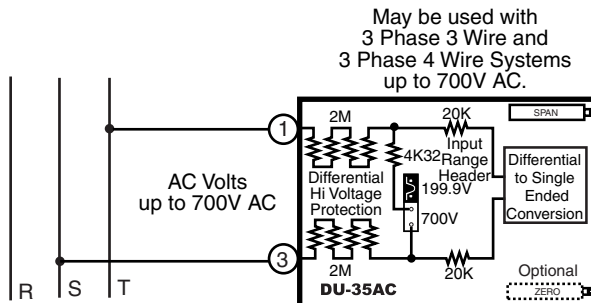 May be used with
3 Phase 3 Wire and
3 Phase 4 Wire Systems
up to 700V AC.
SPAN
1
2M
20K
4K32
Input
Range
Header
Differential
to Single
Ended
Conversion
AC Volts
up to 700V AC
Differential
Hi Voltage
Protection
199.9V
700V
3
2M
DU-35AC
20K
Optional
ZERO
R
S
T